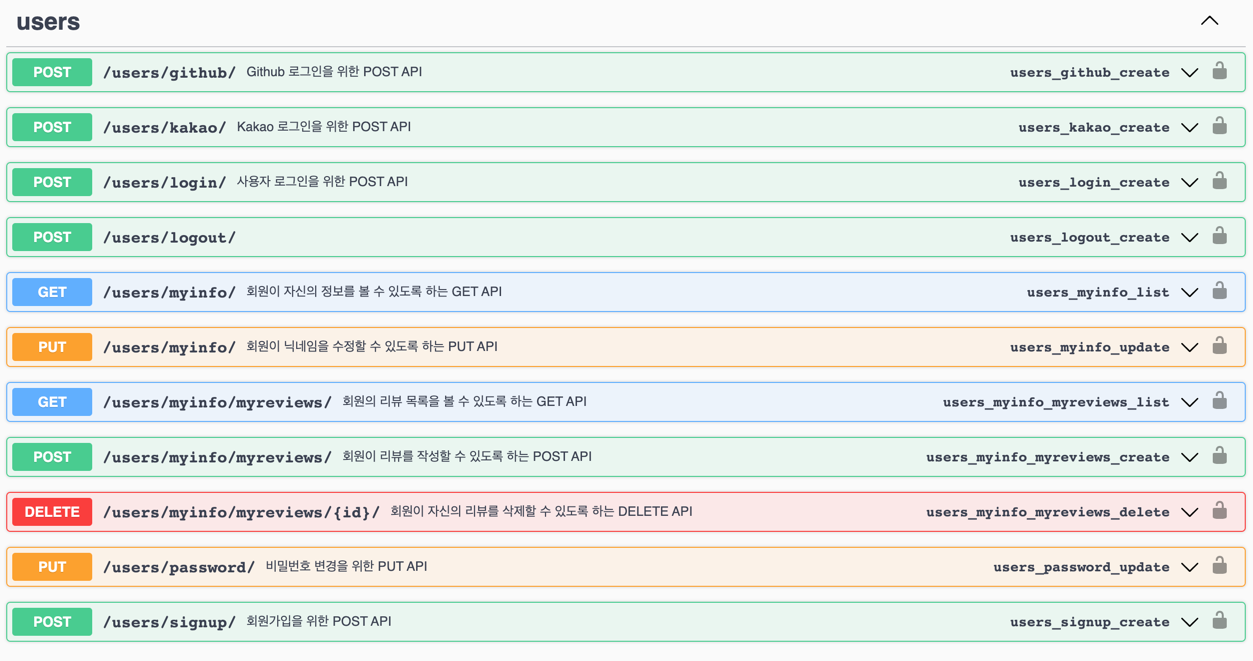 users
POST /users/github/ Github 로그인을 위한 POST API users_github_create
POST /users/kakao/ Kakao 로그인을 위한 POST API users_kakao_create
POST /users/login/ 사용자 로그인을 위한 POST API users_login_create
POST /users/logout/ users_logout_create
GET /users/myinfo/ 회원이 자신의 정보를 볼 수 있도록 하는 GET API users_myinfo_list
PUT /users/myinfo/ 회원이 닉네임을 수정할 수 있도록 하는 PUT API users_myinfo_update
GET /users/myinfo/myreviews/ 회원의 리뷰 목록을 볼 수 있도록 하는 GET API users_myinfo_myreviews_list
POST /users/myinfo/myreviews/ 회원이 리뷰를 작성할 수 있도록 하는 POST API users_myinfo_myreviews_create
DELETE /users/myinfo/myreviews/{id}/ 회원이 자신의 리뷰를 삭제할 수 있도록 하는 DELETE API users_myinfo_myreviews_delete
PUT /users/password/ 비밀번호 변경을 위한 PUT API users_password_update
POST /users/signup/ 회원가입을 위한 POST API users_signup_create